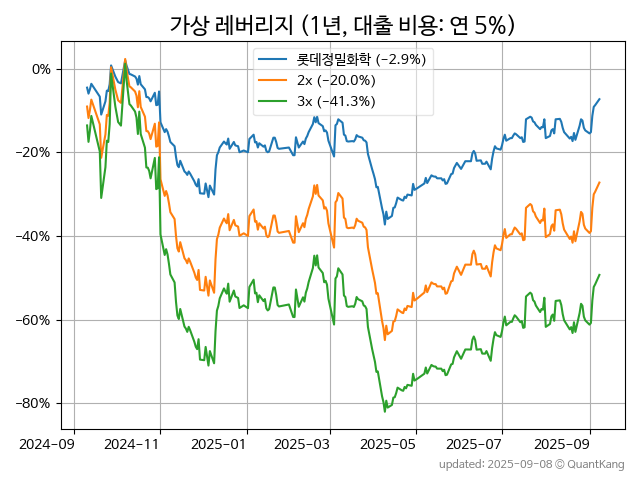 가상 레버리지 (1년, 대출 비용: 연 5%)
롯데정밀화학 (−2.9%)
2x (−20.0%)
3x (−41.3%)
0%
−20%
−40%
−60%
−80%
2024-09 2024-11 2025-01 2025-03 2025-05 2025-07 2025-09
updated: 2025-09-08 © QuantKang